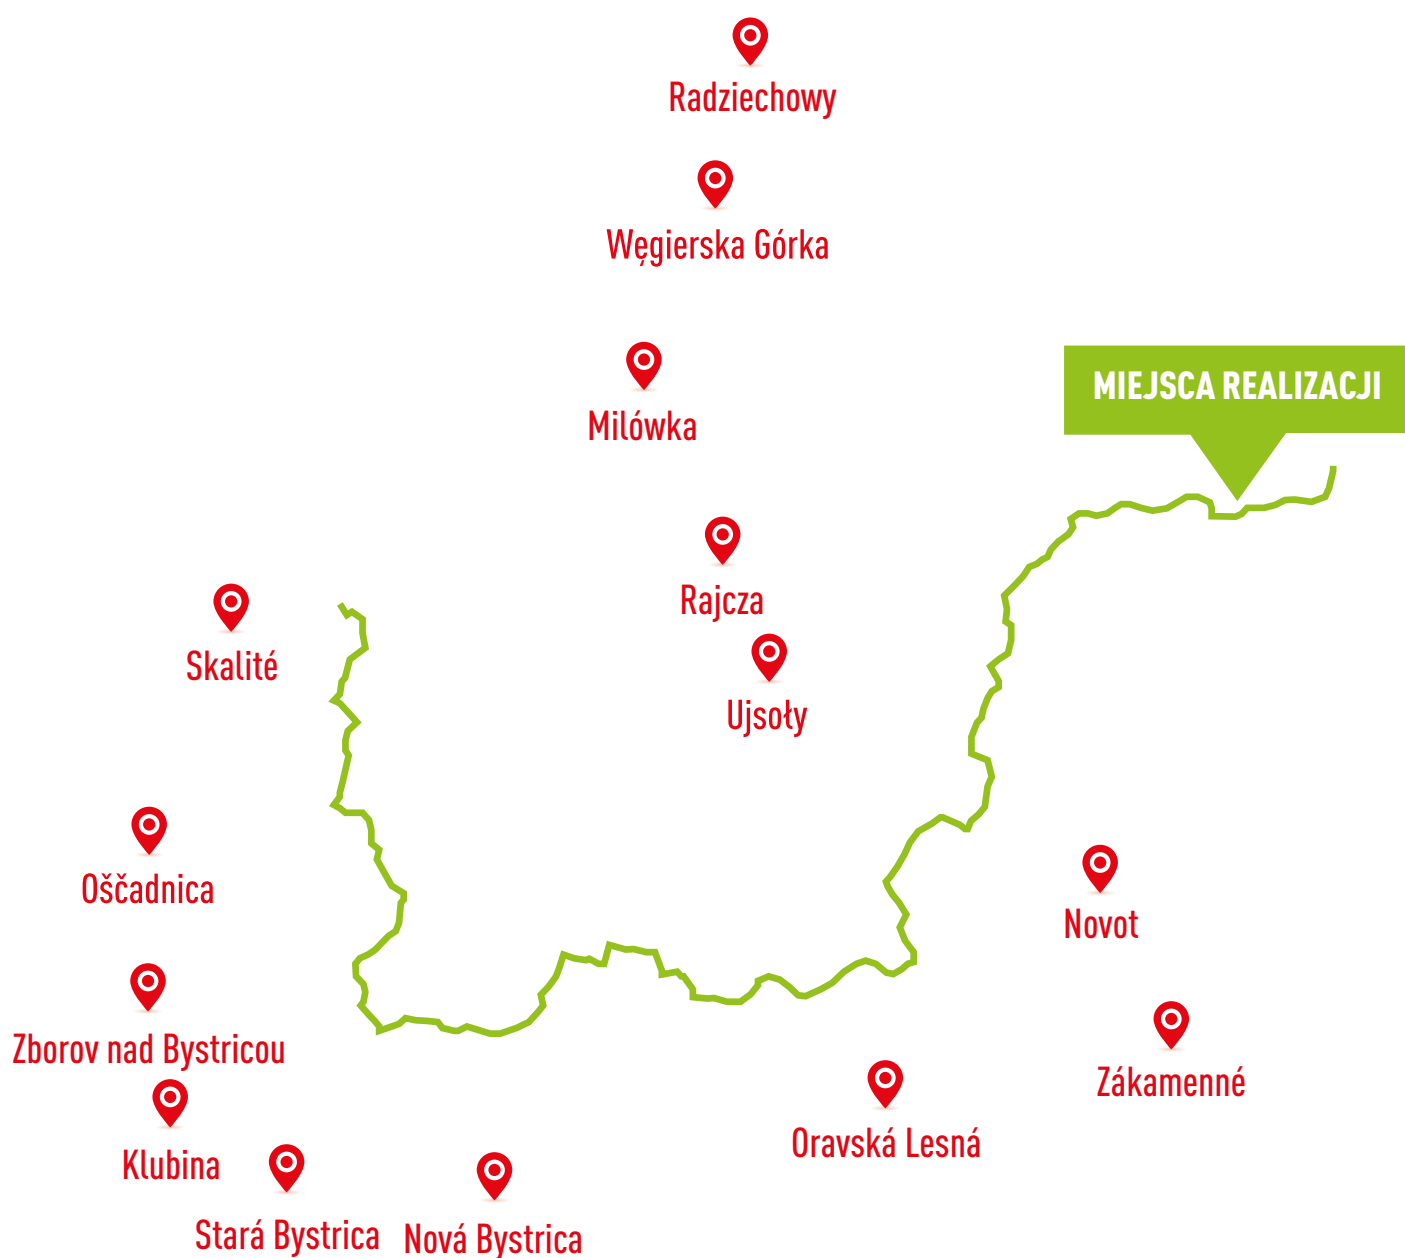 Radziechowy
Węgierska Górka
MIEJSCA REALIZACJI
Milówka
Rajcza
Skalité
Ujsoły
Oščadnica
Novot
Zborov nad Bystricou
Zákamenné
Oravská Lesná
Klubina
Stará Bystrica
Nová Bystrica